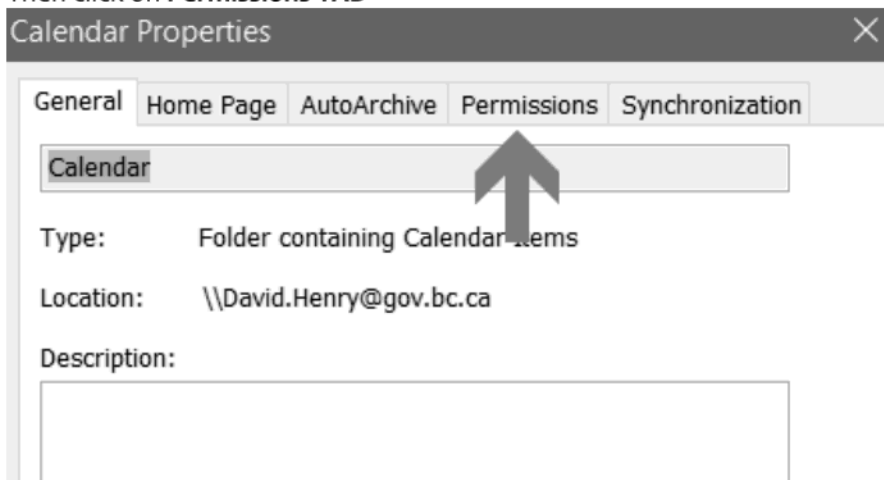 Calendar Properties
General Home Page AutoArchive Permissions Synchronization
Calendar
Type: Folder containing Calendar Items
Location: \\David.Henry@gov.bc.ca
Description: